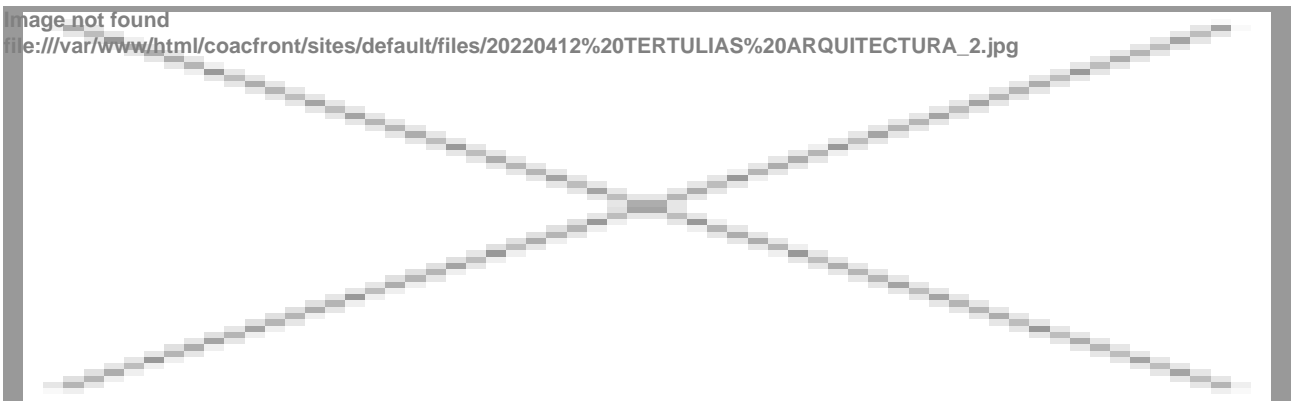 Image not found
file:///var/www/html/coacfront/sites/default/files/20220412%20TERTULIAS%20ARQUITECTURA_2.jpg